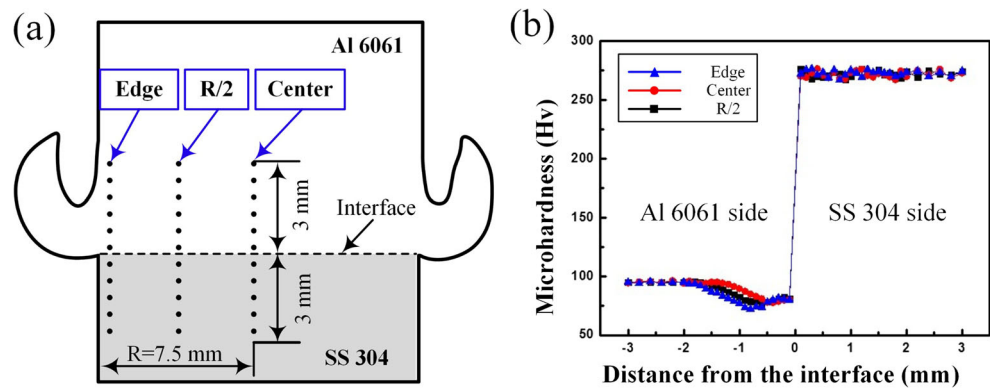 (a)
Al 6061
Edge
R/2
Center
3 mm
Interface
3 mm
R=7.5 mm
SS 304
(b)
300
250
200
150
100
50
Microhardness (Hv)
Edge
Center
R/2
Al 6061 side
SS 304 side
-3 -2 -1 0 1 2 3
Distance from the interface (mm)